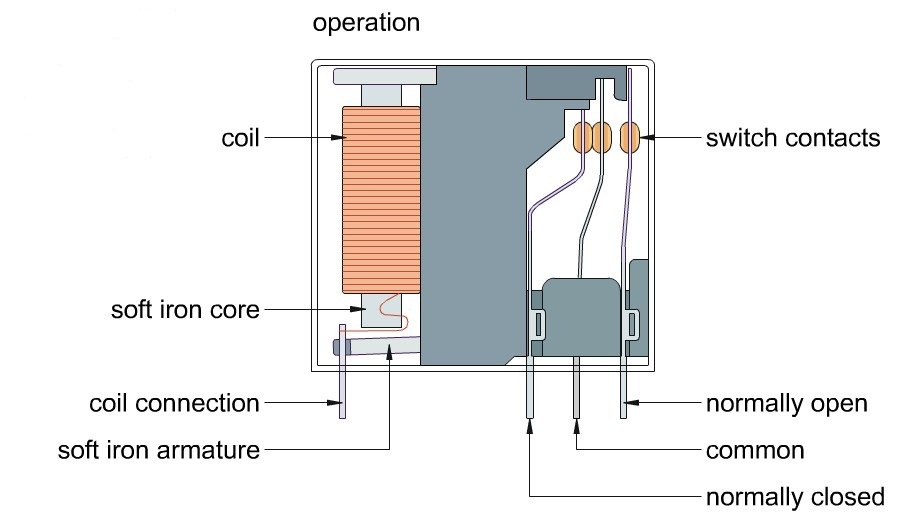 operation
coil
switch contacts
soft iron core
coil connection
normally open
soft iron armature
common
normally closed